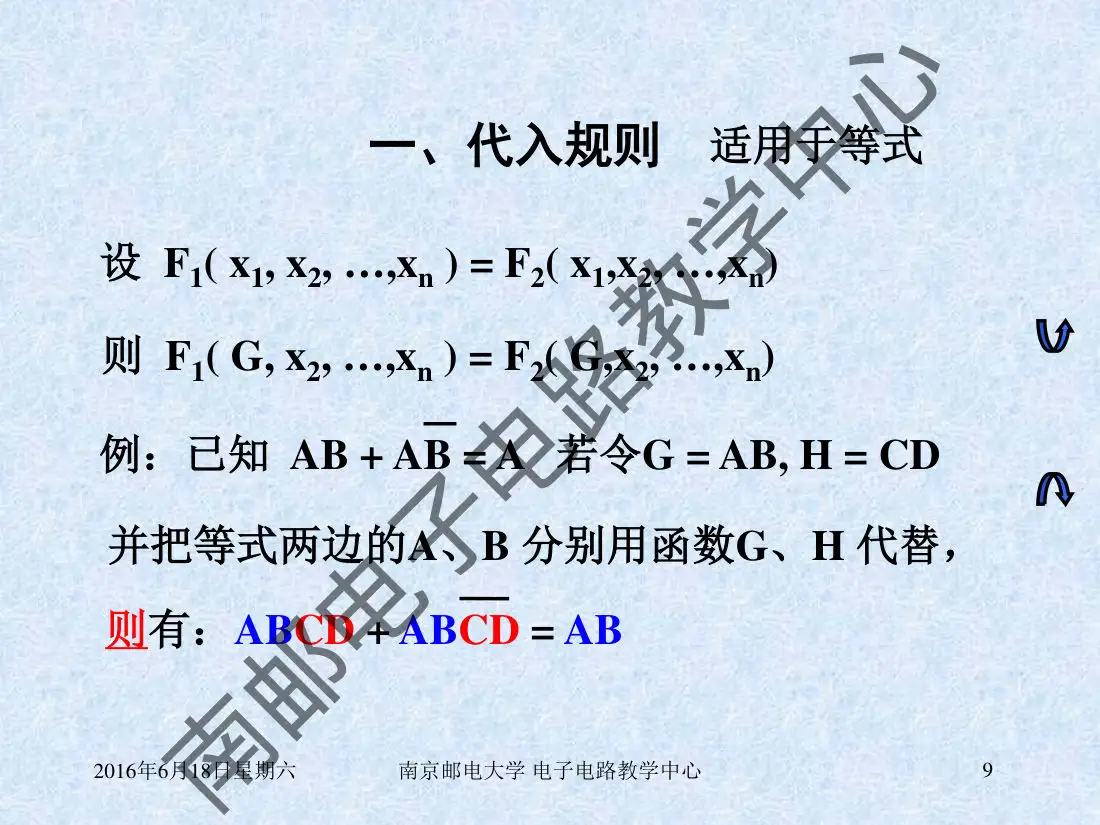 一、代入规则 适用于等式
设 F₁( x₁, x₂, …,xₙ ) = F₂( x₁,x₂, …,xₙ)
则 F₁( G, x₂, …,xₙ ) = F₂( G,x₂, …,xₙ)
例：已知 AB + AB̅ = A 若令G = AB, H = CD
并把等式两边的A、B 分别用函数G、H 代替，
则有：ABCD + ABC̅D̅ = AB
2016年6月18日星期六 南京邮电大学 电子电路教学中心 9
南邮电子电路教学中心